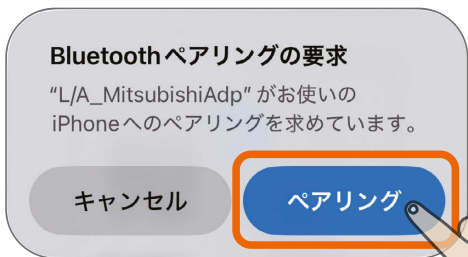 Bluetoothペアリングの要求
“L/A_MitsubishiAdp” がお使いの
iPhoneへのペアリングを求めています。
キャンセル
ペアリング